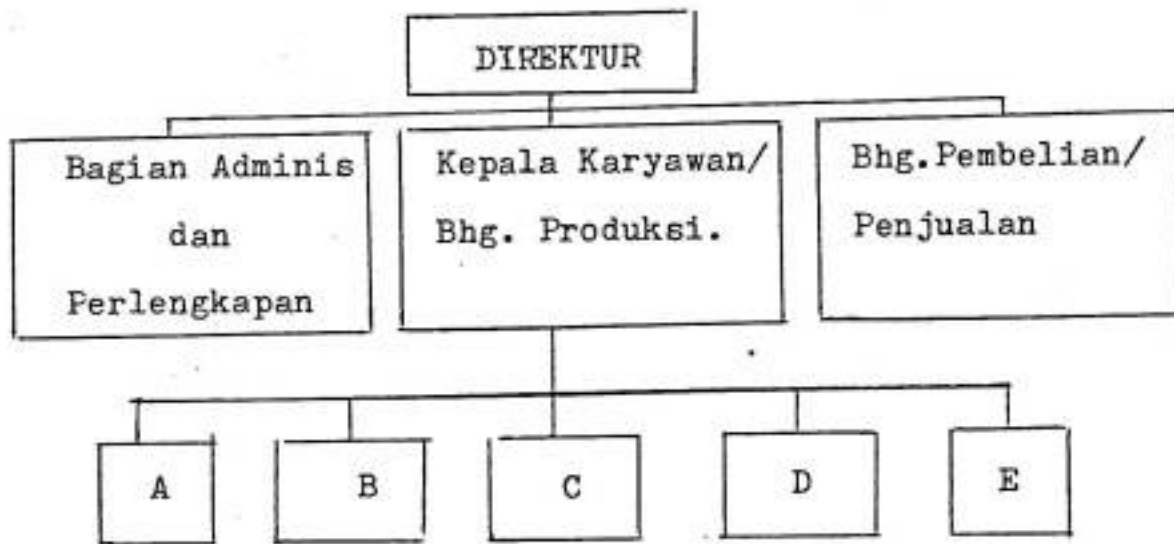 DIREKTUR
Bagian Adminis
dan
Perlengkapan
Kepala Karyawan/
Bhg. Produksi.
Bhg.Pembelian/
Penjualan
A
B
C
D
E